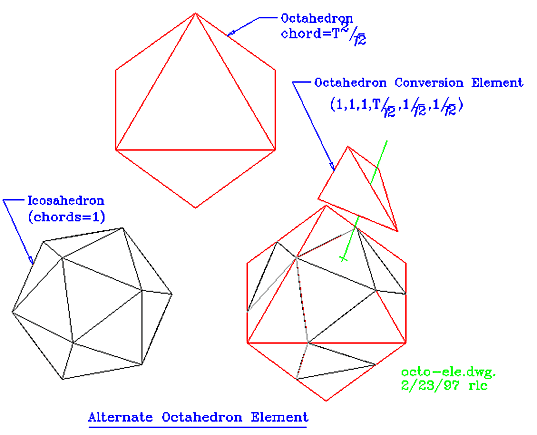 Octahedron
chord=T²/√2
Octahedron Conversion Element
(1,1,1,T/√2,1/√2,1/√2)
Icosahedron
(chords=1)
octo-ele.dwg.
2/23/97 rlc
Alternate Octahedron Element